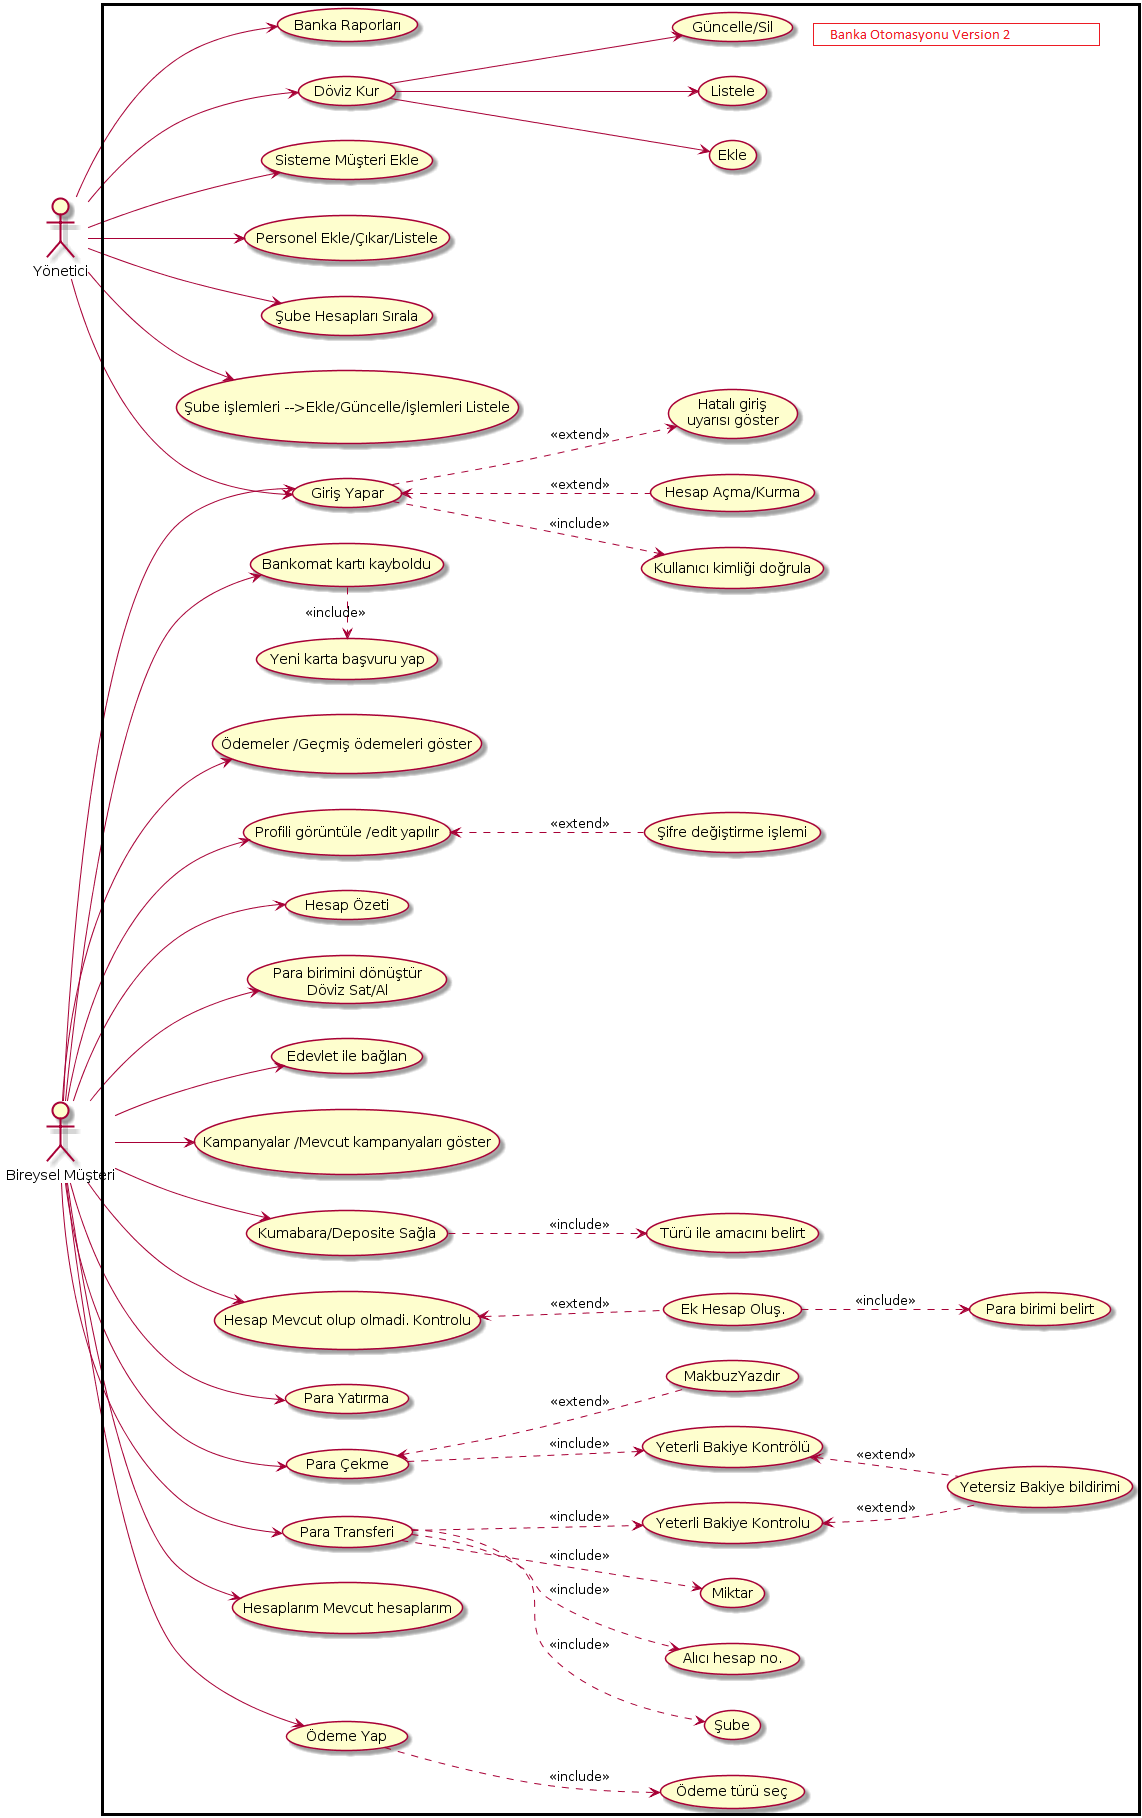 Banka Raporları
Güncelle/Sil
Banka Otomasyonu Version 2
Döviz Kur
Listele
Ekle
Sisteme Müşteri Ekle
Personel Ekle/Çıkar/Listele
Yönetici
Şube Hesapları Sırala
Şube işlemleri -->Ekle/Güncelle/İşlemleri Listele
Hatalı giriş
uyarısı göster
«extend»
Giriş Yapar
«extend»
Hesap Açma/Kurma
«include»
Kullanıcı kimliği doğrula
Bankomat kartı kayboldu
«include»
Yeni karta başvuru yap
Ödemeler /Geçmiş ödemeleri göster
Profili görüntüle /edit yapılır
«extend»
Şifre değiştirme işlemi
Hesap Özeti
Para birimini dönüştür
Döviz Sat/Al
Edevlet ile bağlan
Kampanyalar /Mevcut kampanyaları göster
Bireysel Müşteri
Kumabara/Deposite Sağla
«include»
Türü ile amacını belirt
Hesap Mevcut olup olmadi. Kontrolu
«extend»
Ek Hesap Oluş.
«include»
Para birimi belirt
MakbuzYazdır
Para Yatırma
«extend»
Para Çekme
«include»
Yeterli Bakiye Kontrölü
«extend»
Yetersiz Bakiye bildirimi
«extend»
Para Transferi
«include»
Yeterli Bakiye Kontrolu
«include»
Miktar
«include»
Alıcı hesap no.
Hesaplarım Mevcut hesaplarım
«include»
Şube
Ödeme Yap
«include»
Ödeme türü seç